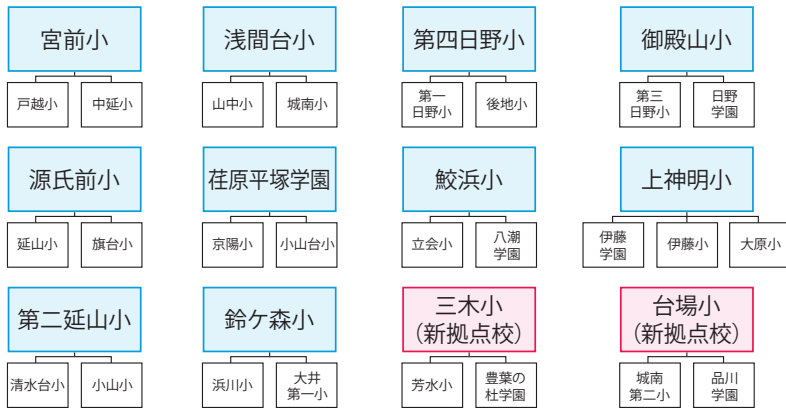 宮前小
浅間台小
第四日野小
御殿山小
戸越小
中延小
山中小
城南小
第一
日野小
後地小
第三
日野小
日野
学園
源氏前小
荏原平塚学園
鮫浜小
上神明小
延山小
旗台小
京陽小
小山台小
立会小
八潮
学園
伊藤
学園
伊藤小
大原小
第二延山小
鈴ケ森小
三木小
(新拠点校)
台場小
(新拠点校)
清水台小
小山小
浜川小
大井
第一小
芳水小
豊葉の
杜学園
城南
第二小
品川
学園